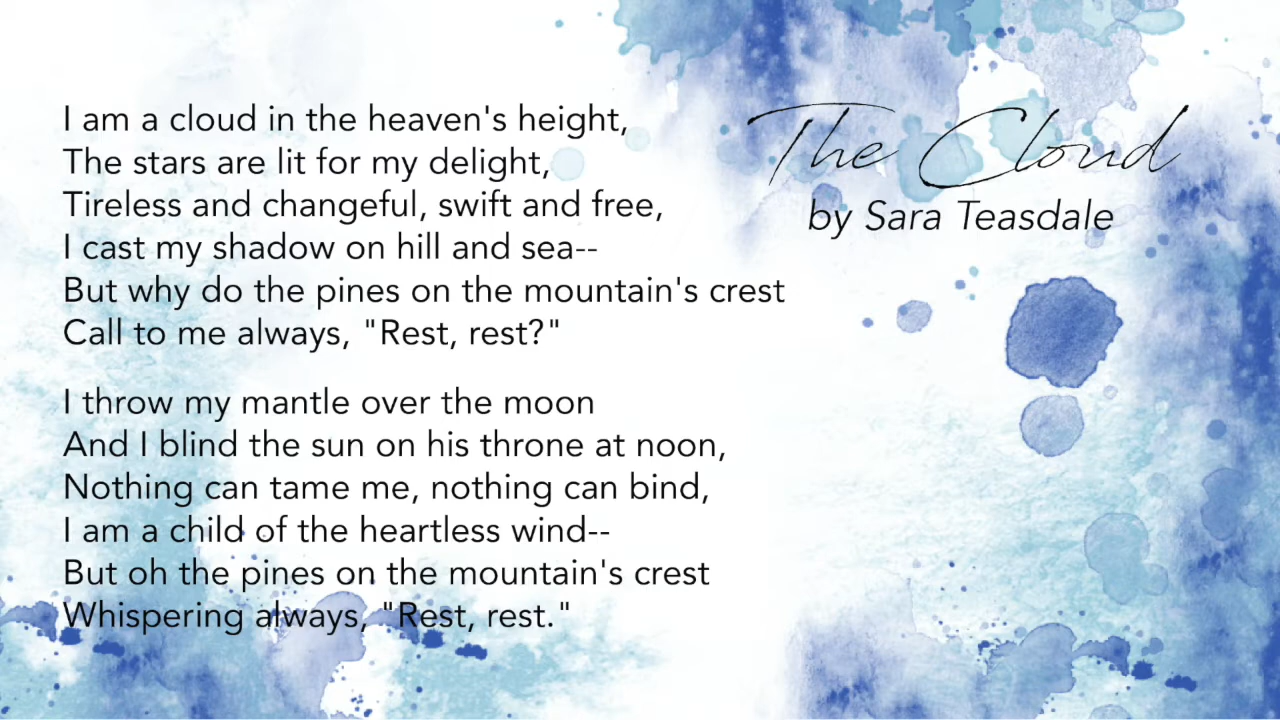 The Cloud
by Sara Teasdale
I am a cloud in the heaven's height,
The stars are lit for my delight,
Tireless and changeful, swift and free,
I cast my shadow on hill and sea--
But why do the pines on the mountain's crest
Call to me always, "Rest, rest?"
I throw my mantle over the moon
And I blind the sun on his throne at noon,
Nothing can tame me, nothing can bind,
I am a child of the heartless wind--
But oh the pines on the mountain's crest
Whispering always, "Rest, rest."